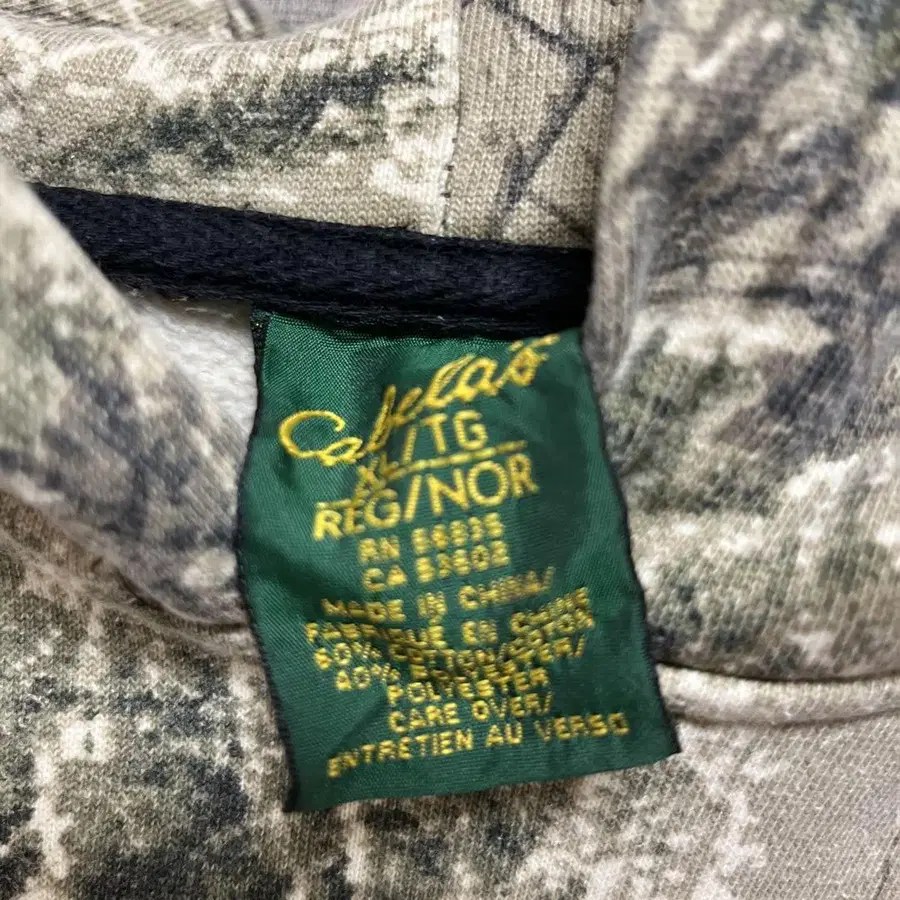 Cabela's
XL/TG
REG/NOR
RN 56835
CA 53602
MADE IN CHINA/
FABRIQUE EN CHINE
60% COTTON/COTON
40% POLYESTER/
POLYESTER
CARE OVER/
ENTRETIEN AU VERSO